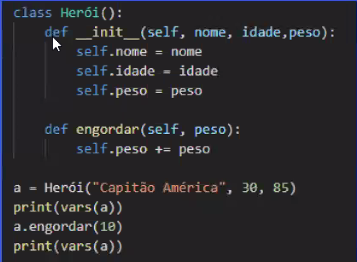 class Herói():
    def __init__(self, nome, idade,peso):
        self.nome = nome
        self.idade = idade
        self.peso = peso
    def engordar(self, peso):
        self.peso += peso
a = Herói("Capitão América", 30, 85)
print(vars(a))
a.engordar(10)
print(vars(a))